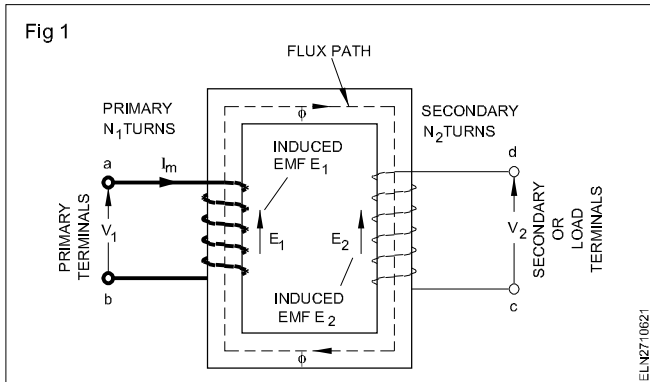 Fig 1
FLUX PATH
ϕ
PRIMARY
N₁TURNS
SECONDARY
N₂TURNS
INDUCED
EMF E₁
a
Iₘ
d
PRIMARY
TERMINALS
V₁
E₁
E₂
V₂
SECONDARY
OR
LOAD
TERMINALS
b
INDUCED
EMF E₂
c
ϕ
ELN2710621